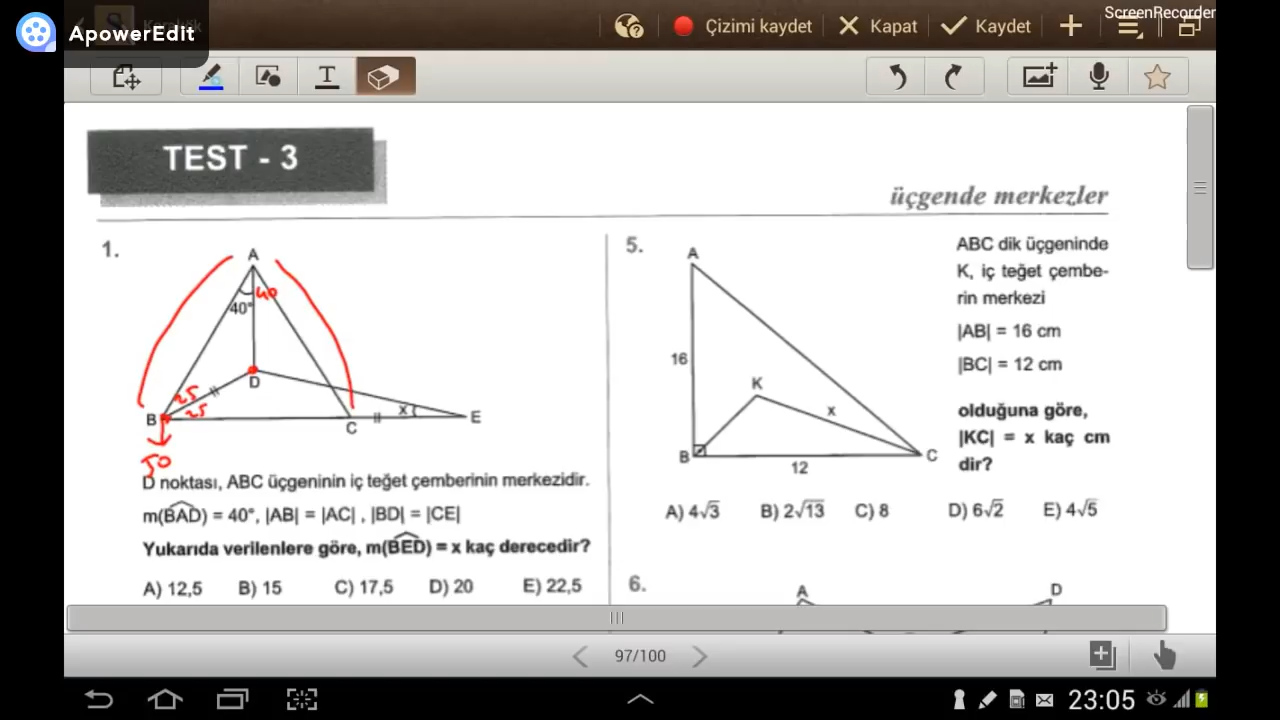 ScreenRecorder
ApowerEdit
Çizimi kaydet
Kapat
Kaydet
T
TEST - 3
üçgende merkezler
1.
A
40
40°
D
25
25
B
x
C
E
50
D noktası, ABC üçgeninin iç teğet çemberinin merkezidir.
m(BAD) = 40°, |AB| = |AC| , |BD| = |CE|
Yukarıda verilenlere göre, m(BED) = x kaç derecedir?
A) 12,5 B) 15 C) 17,5 D) 20 E) 22,5
5.
A
16
K
x
B
12
C
ABC dik üçgeninde
K, iç teğet çembe-
rin merkezi
|AB| = 16 cm
|BC| = 12 cm
olduğuna göre,
|KC| = x kaç cm
dir?
A) 4√3 B) 2√13 C) 8 D) 6√2 E) 4√5
6.
A
D
97/100
23:05